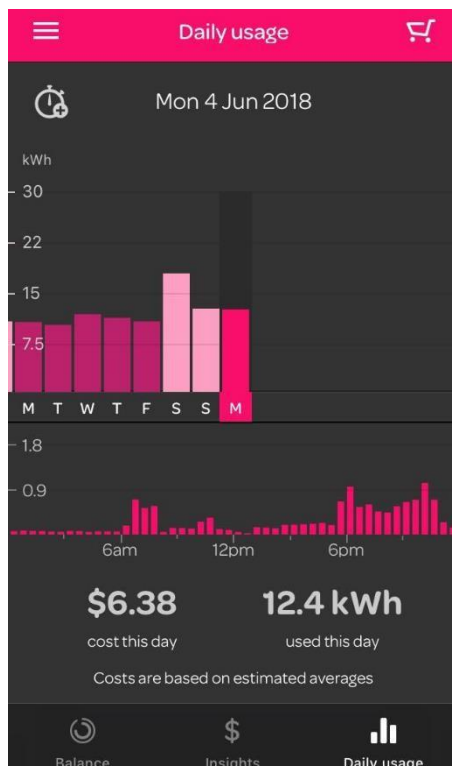 Daily usage
Mon 4 Jun 2018
kWh
30
22
15
7.5
M T W T F S S M
1.8
0.9
6am 12pm 6pm
$6.38 12.4 kWh
cost this day used this day
Costs are based on estimated averages
Balance Insights Daily usage